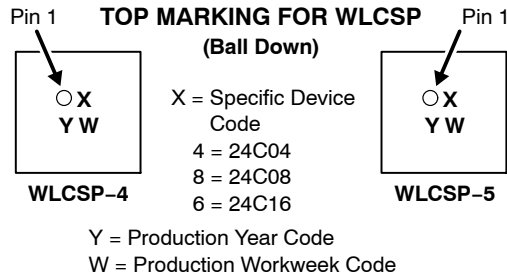 TOP MARKING FOR WLCSP
(Ball Down)
Pin 1
X
Y W
WLCSP−4
X = Specific Device
Code
4 = 24C04
8 = 24C08
6 = 24C16
Pin 1
X
Y W
WLCSP−5
Y = Production Year Code
W = Production Workweek Code